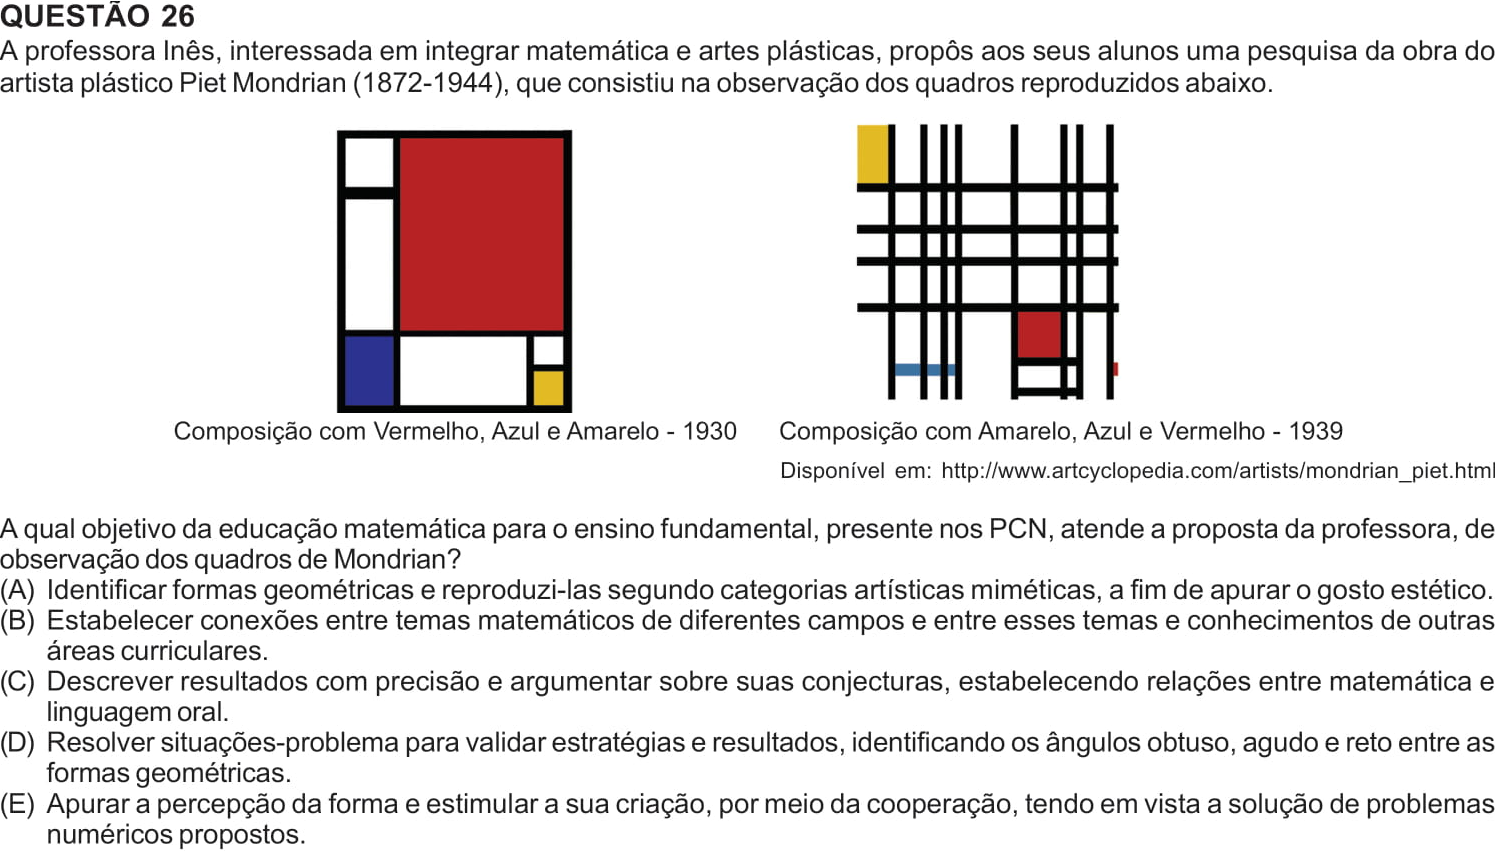 QUESTÃO 26
A professora Inês, interessada em integrar matemática e artes plásticas, propôs aos seus alunos uma pesquisa da obra do
artista plástico Piet Mondrian (1872-1944), que consistiu na observação dos quadros reproduzidos abaixo.
Composição com Vermelho, Azul e Amarelo - 1930
Composição com Amarelo, Azul e Vermelho - 1939
Disponível em: http://www.artcyclopedia.com/artists/mondrian_piet.html
A qual objetivo da educação matemática para o ensino fundamental, presente nos PCN, atende a proposta da professora, de
observação dos quadros de Mondrian?
(A) Identificar formas geométricas e reproduzi-las segundo categorias artísticas miméticas, a fim de apurar o gosto estético.
(B) Estabelecer conexões entre temas matemáticos de diferentes campos e entre esses temas e conhecimentos de outras
áreas curriculares.
(C) Descrever resultados com precisão e argumentar sobre suas conjecturas, estabelecendo relações entre matemática e
linguagem oral.
(D) Resolver situações-problema para validar estratégias e resultados, identificando os ângulos obtuso, agudo e reto entre as
formas geométricas.
(E) Apurar a percepção da forma e estimular a sua criação, por meio da cooperação, tendo em vista a solução de problemas
numéricos propostos.